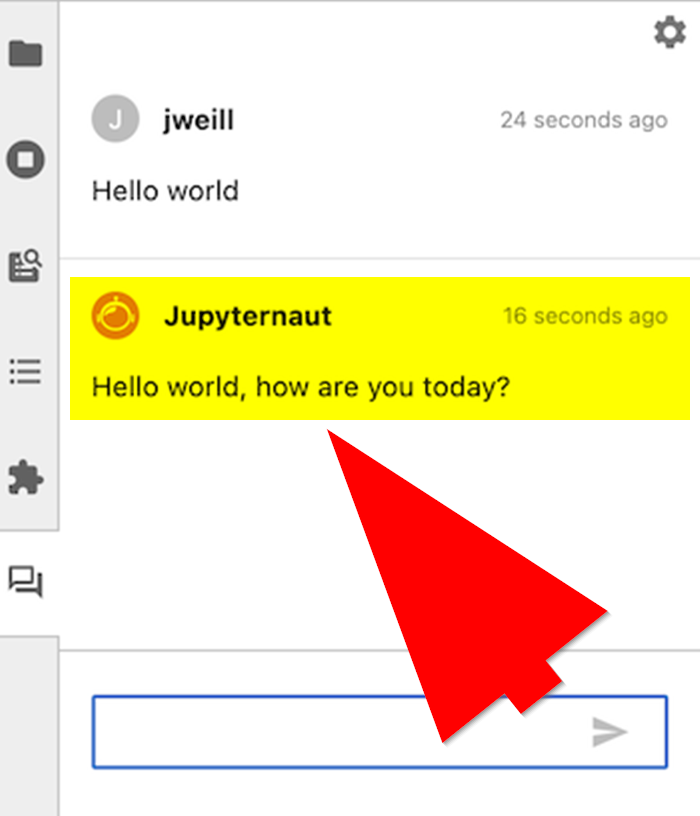 J jweill 24 seconds ago
Hello world
Jupyternaut 16 seconds ago
Hello world, how are you today?